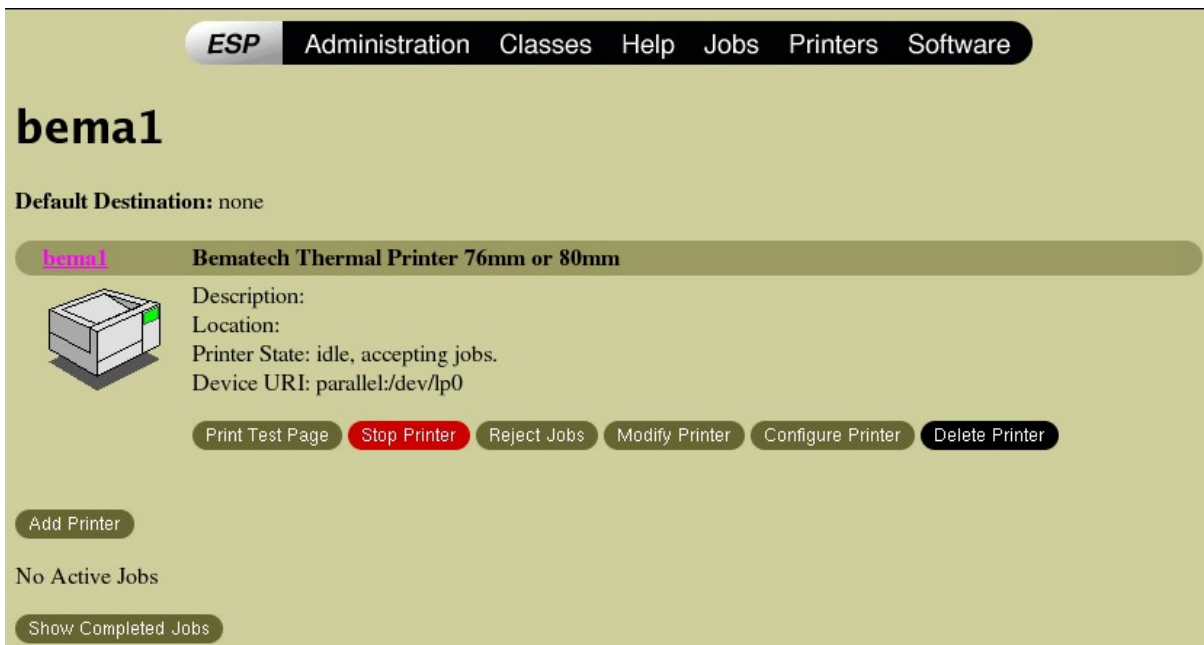 ESP Administration Classes Help Jobs Printers Software
bema1
Default Destination: none
bema1 Bematech Thermal Printer 76mm or 80mm
Description:
Location:
Printer State: idle, accepting jobs.
Device URI: parallel:/dev/lp0
Print Test Page Stop Printer Reject Jobs Modify Printer Configure Printer Delete Printer
Add Printer
No Active Jobs
Show Completed Jobs